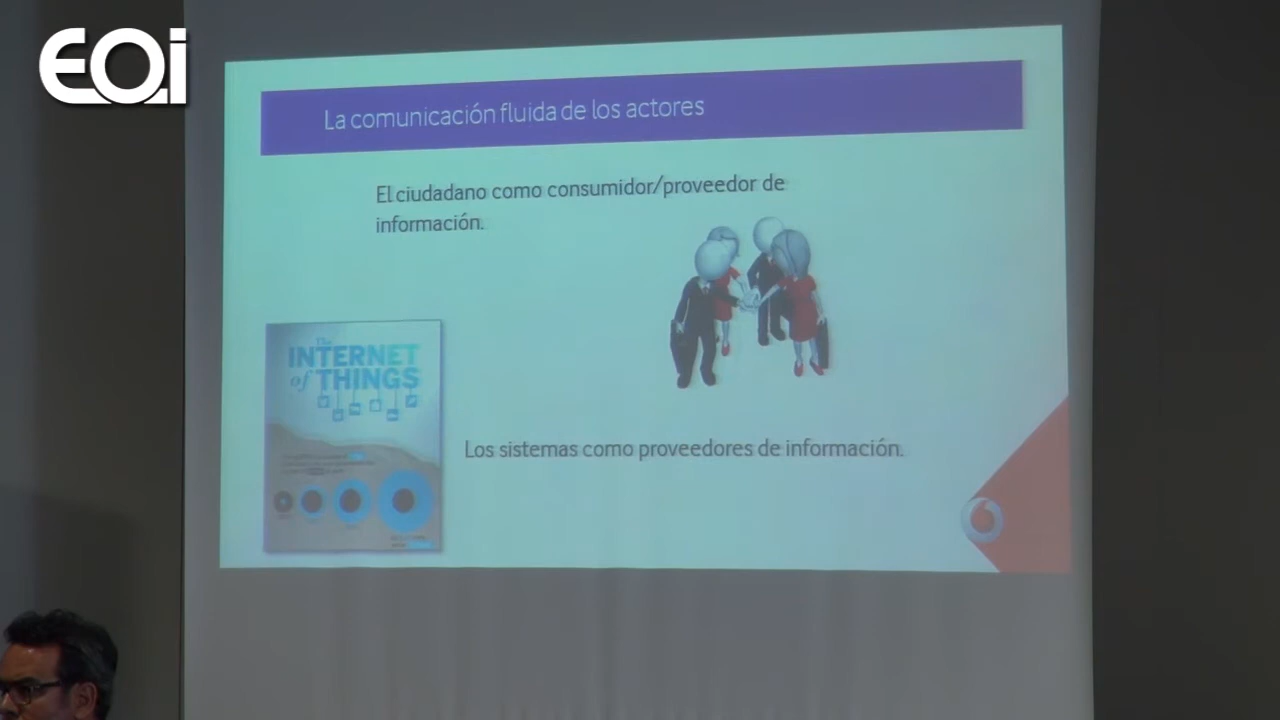 EOi
La comunicación fluida de los actores
El ciudadano como consumidor/proveedor de
información.
The
INTERNET
of THINGS
Los sistemas como proveedores de información.